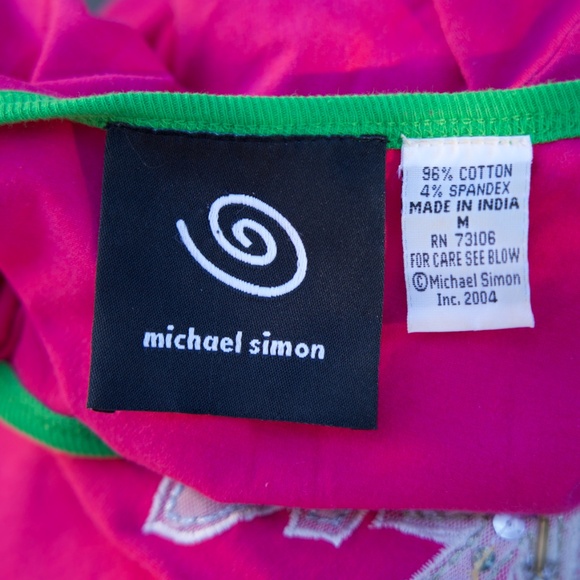 michael simon
96% COTTON
4% SPANDEX
MADE IN INDIA
M
RN 73106
FOR CARE SEE BLOW
©Michael Simon
Inc. 2004